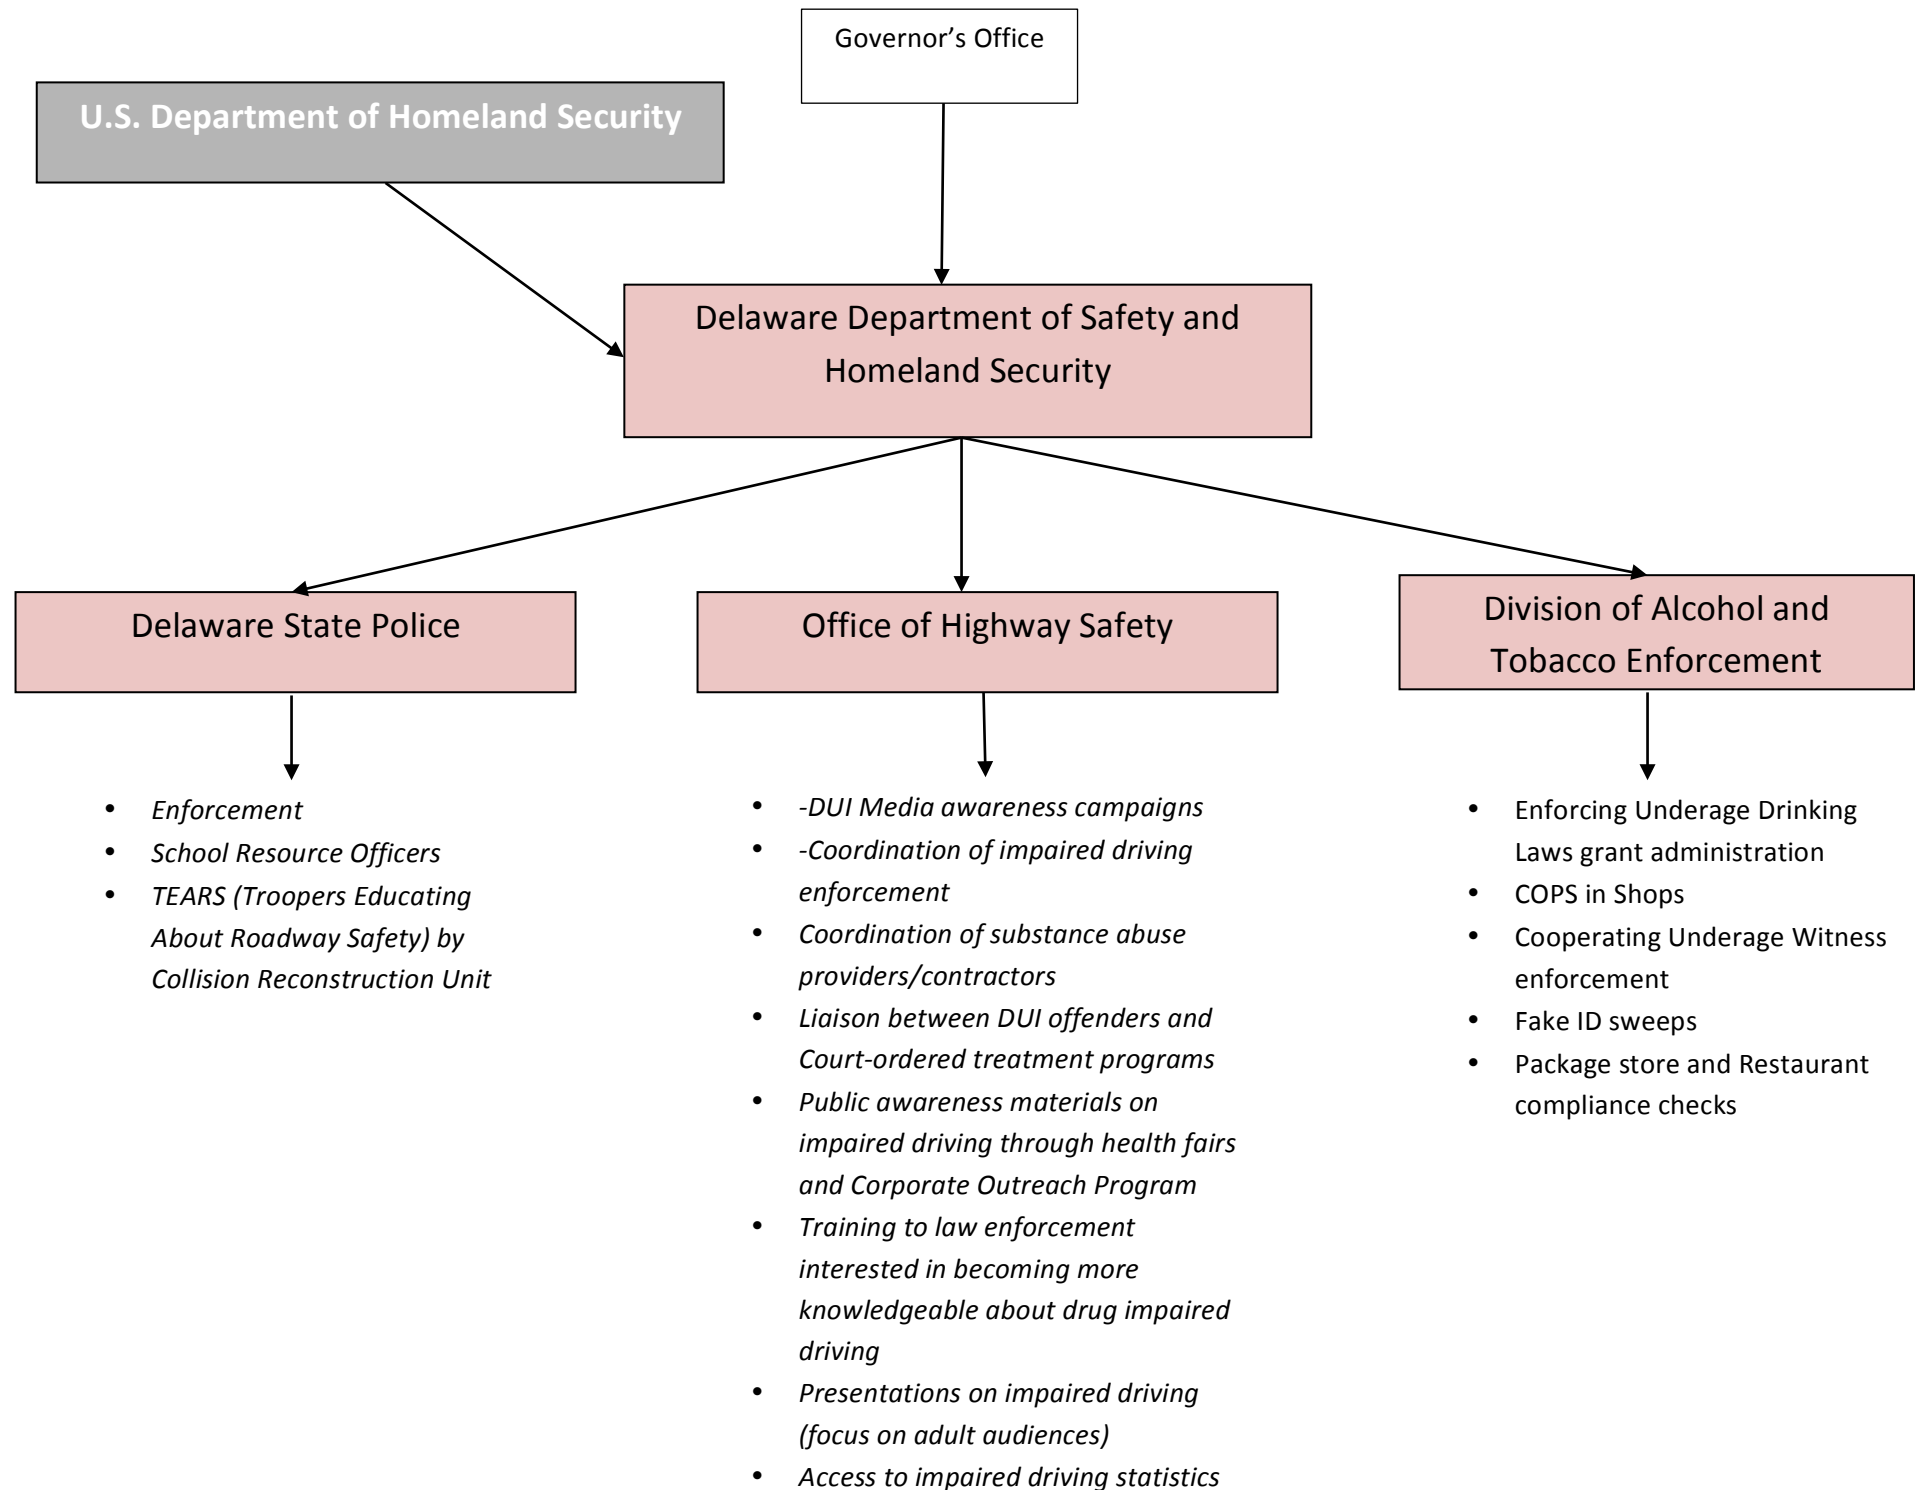 Governor’s Office
U.S. Department of Homeland Security
Delaware Department of Safety and
Homeland Security
Delaware State Police
Office of Highway Safety
Division of Alcohol and
Tobacco Enforcement
• Enforcement
• School Resource Officers
• TEARS (Troopers Educating
About Roadway Safety) by
Collision Reconstruction Unit
• -DUI Media awareness campaigns
• -Coordination of impaired driving
enforcement
• Coordination of substance abuse
providers/contractors
• Liaison between DUI offenders and
Court-ordered treatment programs
• Public awareness materials on
impaired driving through health fairs
and Corporate Outreach Program
• Training to law enforcement
interested in becoming more
knowledgeable about drug impaired
driving
• Presentations on impaired driving
(focus on adult audiences)
• Access to impaired driving statistics
• Enforcing Underage Drinking
Laws grant administration
• COPS in Shops
• Cooperating Underage Witness
enforcement
• Fake ID sweeps
• Package store and Restaurant
compliance checks